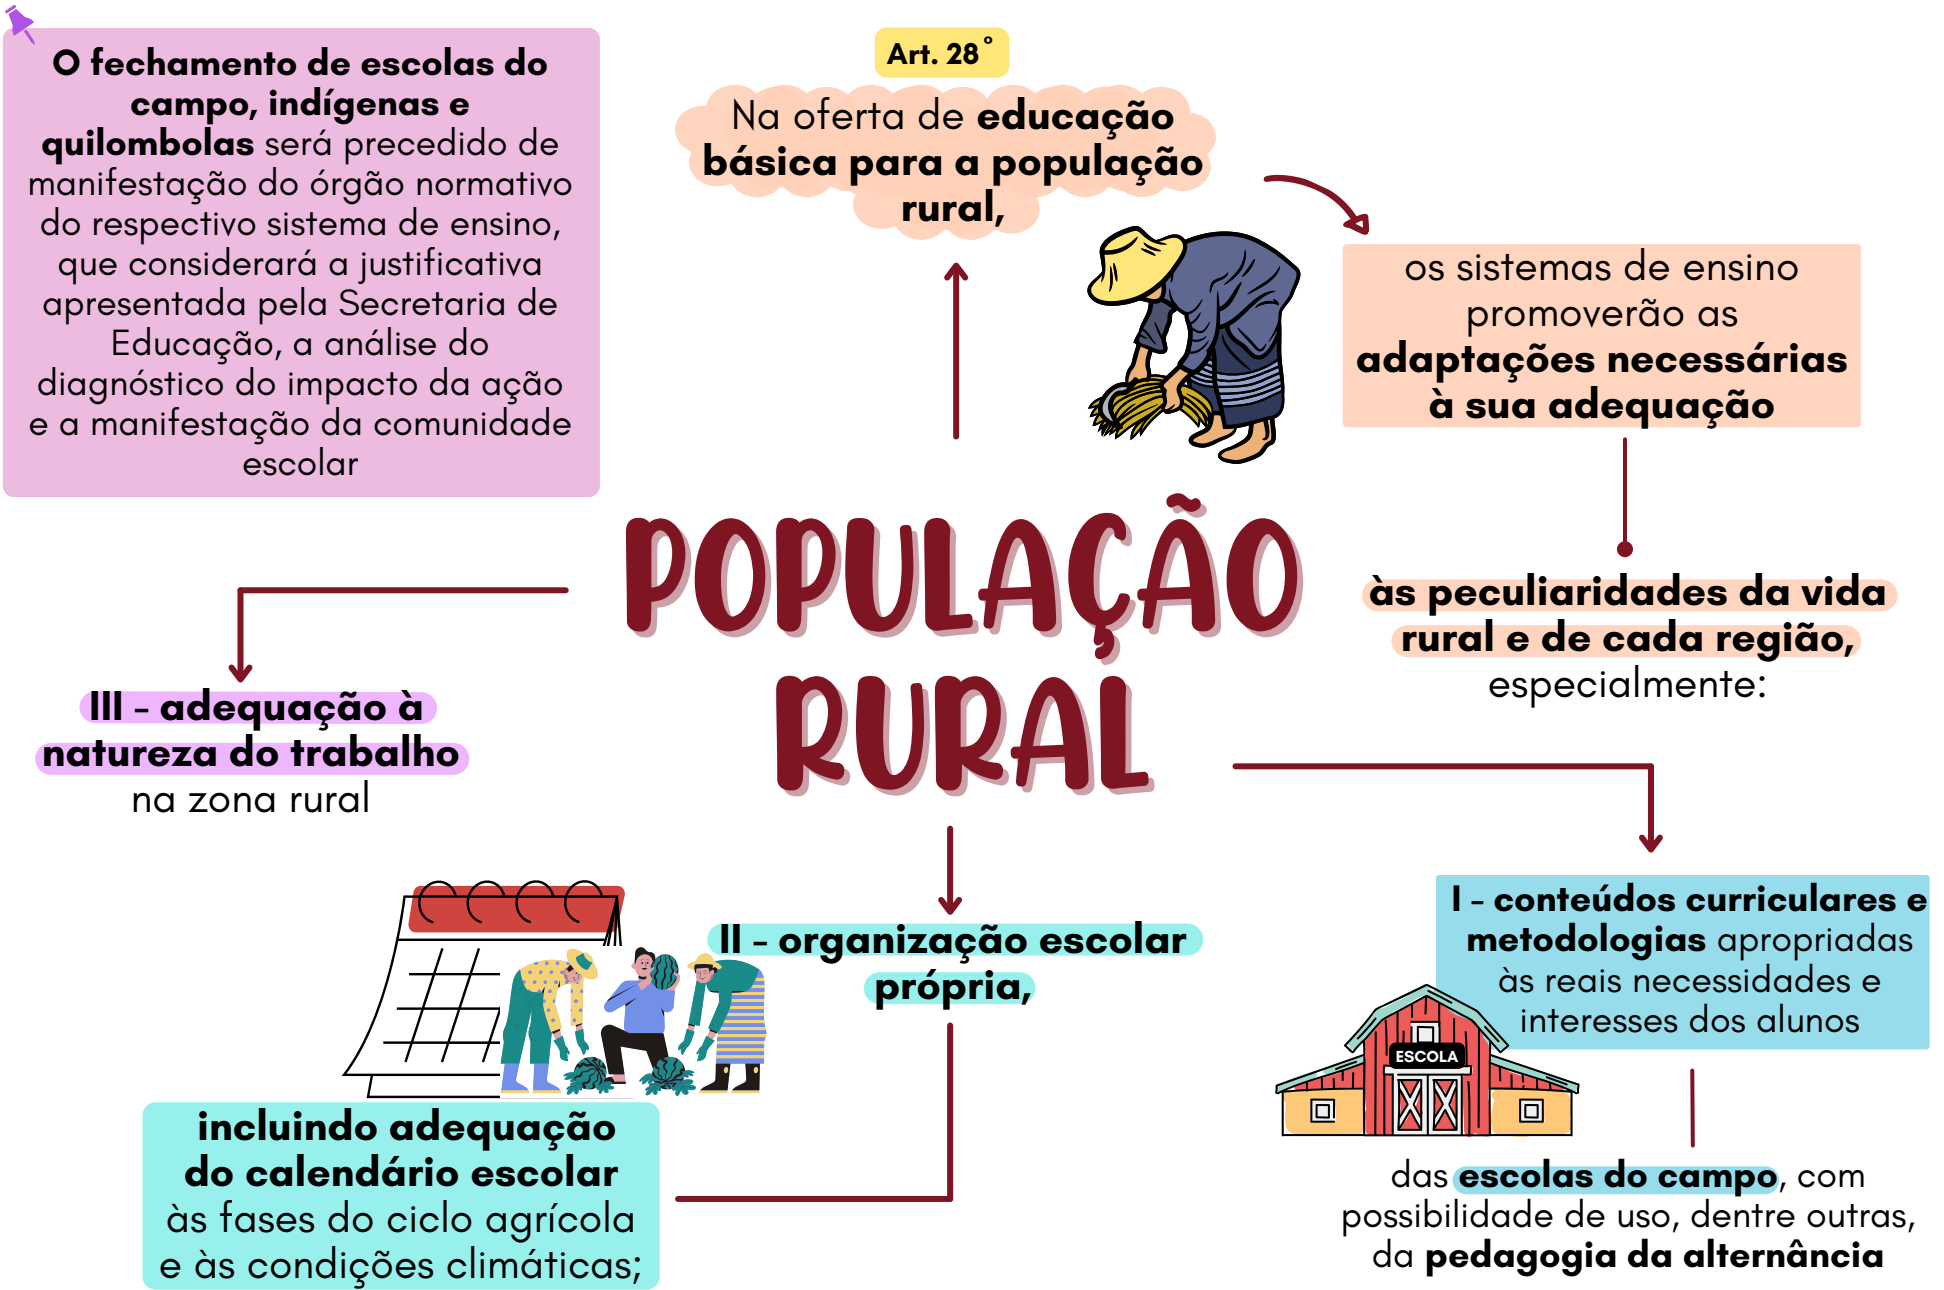 O fechamento de escolas do
campo, indígenas e
quilombolas será precedido de
manifestação do órgão normativo
do respectivo sistema de ensino,
que considerará a justificativa
apresentada pela Secretaria de
Educação, a análise do
diagnóstico do impacto da ação
e a manifestação da comunidade
escolar
Art. 28°
Na oferta de educação
básica para a população
rural,
os sistemas de ensino
promoverão as
adaptações necessárias
à sua adequação
às peculiaridades da vida
rural e de cada região,
especialmente:
POPULAÇÃO
RURAL
I - conteúdos curriculares e
metodologias apropriadas
às reais necessidades e
interesses dos alunos
ESCOLA
das escolas do campo, com
possibilidade de uso, dentre outras,
da pedagogia da alternância
II - organização escolar
própria,
incluindo adequação
do calendário escolar
às fases do ciclo agrícola
e às condições climáticas;
III - adequação à
natureza do trabalho
na zona rural